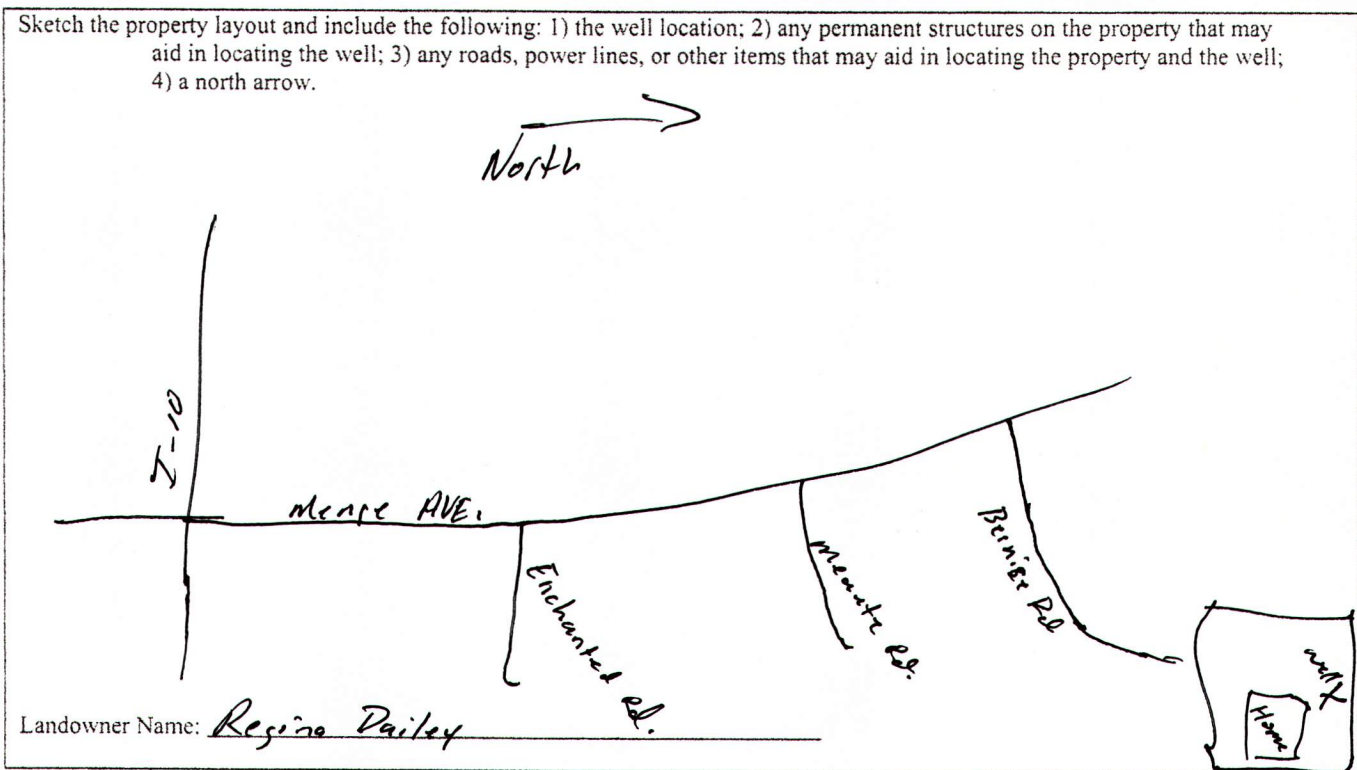 Sketch the property layout and include the following: 1) the well location; 2) any permanent structures on the property that may
aid in locating the well; 3) any roads, power lines, or other items that may aid in locating the property and the well;
4) a north arrow.
North
I-10
Menge AVE.
Enchanted Rd.
Rd.
Rd
well X
Home
Landowner Name: Regina Dailey